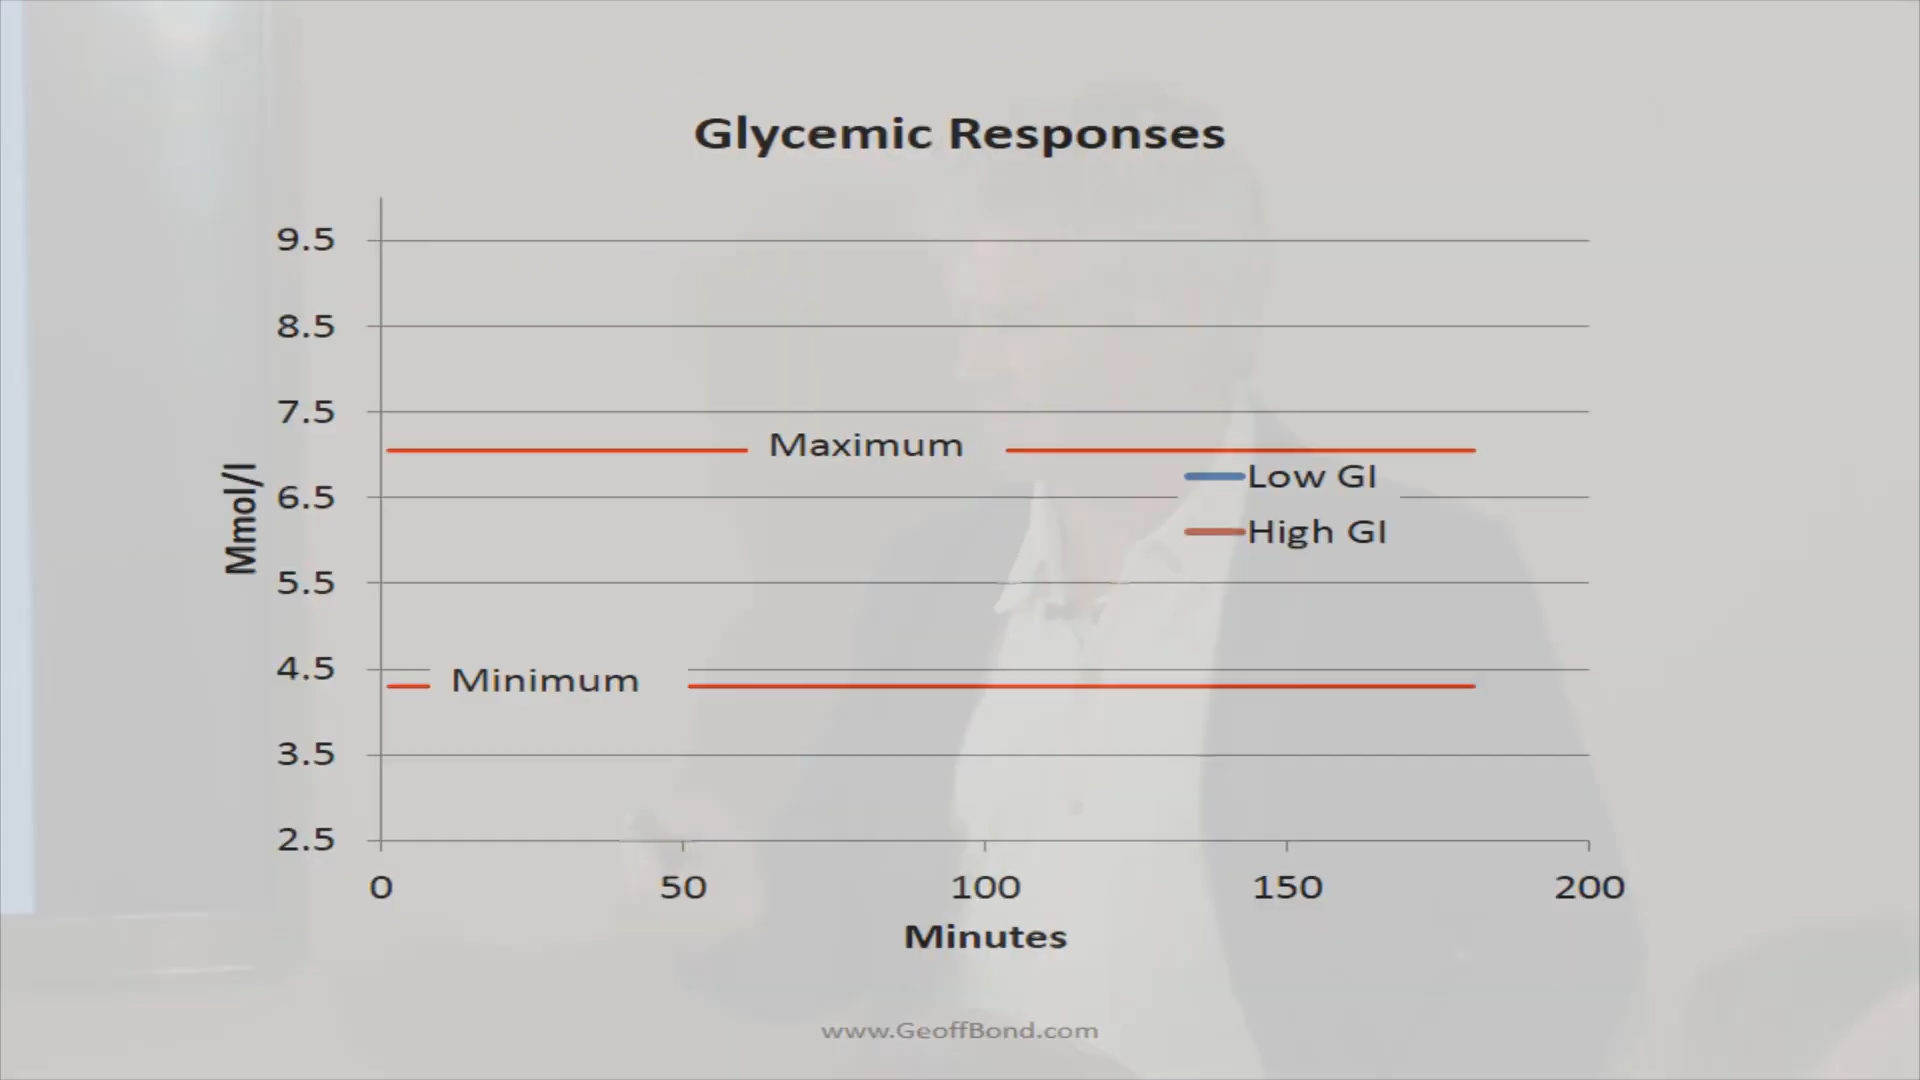 Glycemic Responses
9.5
8.5
7.5
Maximum
Low GI
Mmol/l
6.5
High GI
5.5
4.5
Minimum
3.5
2.5
0 50 100 150 200
Minutes
www.GeoffBond.com